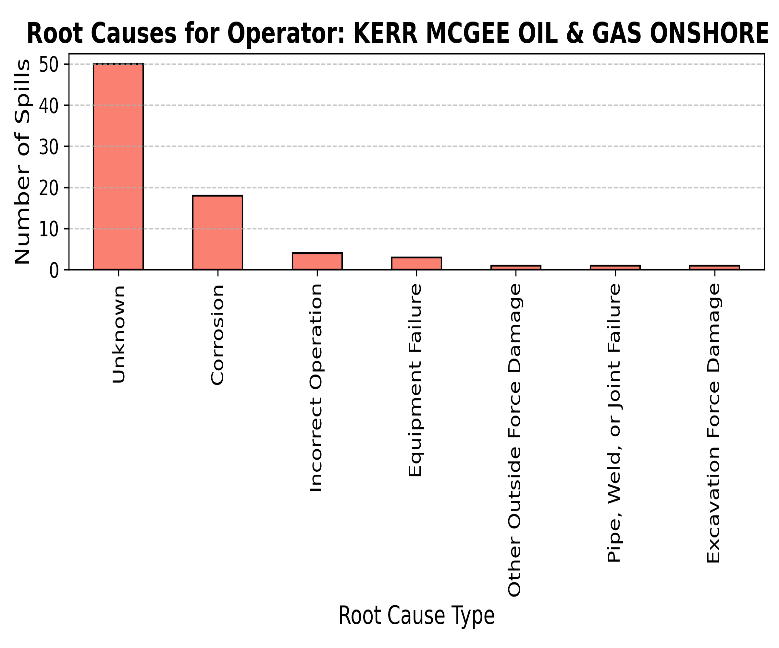 Root Causes for Operator: KERR MCGEE OIL & GAS ONSHORE
Number of Spills
50
40
30
20
10
0
Unknown
Corrosion
Incorrect Operation
Equipment Failure
Other Outside Force Damage
Pipe, Weld, or Joint Failure
Excavation Force Damage
Root Cause Type